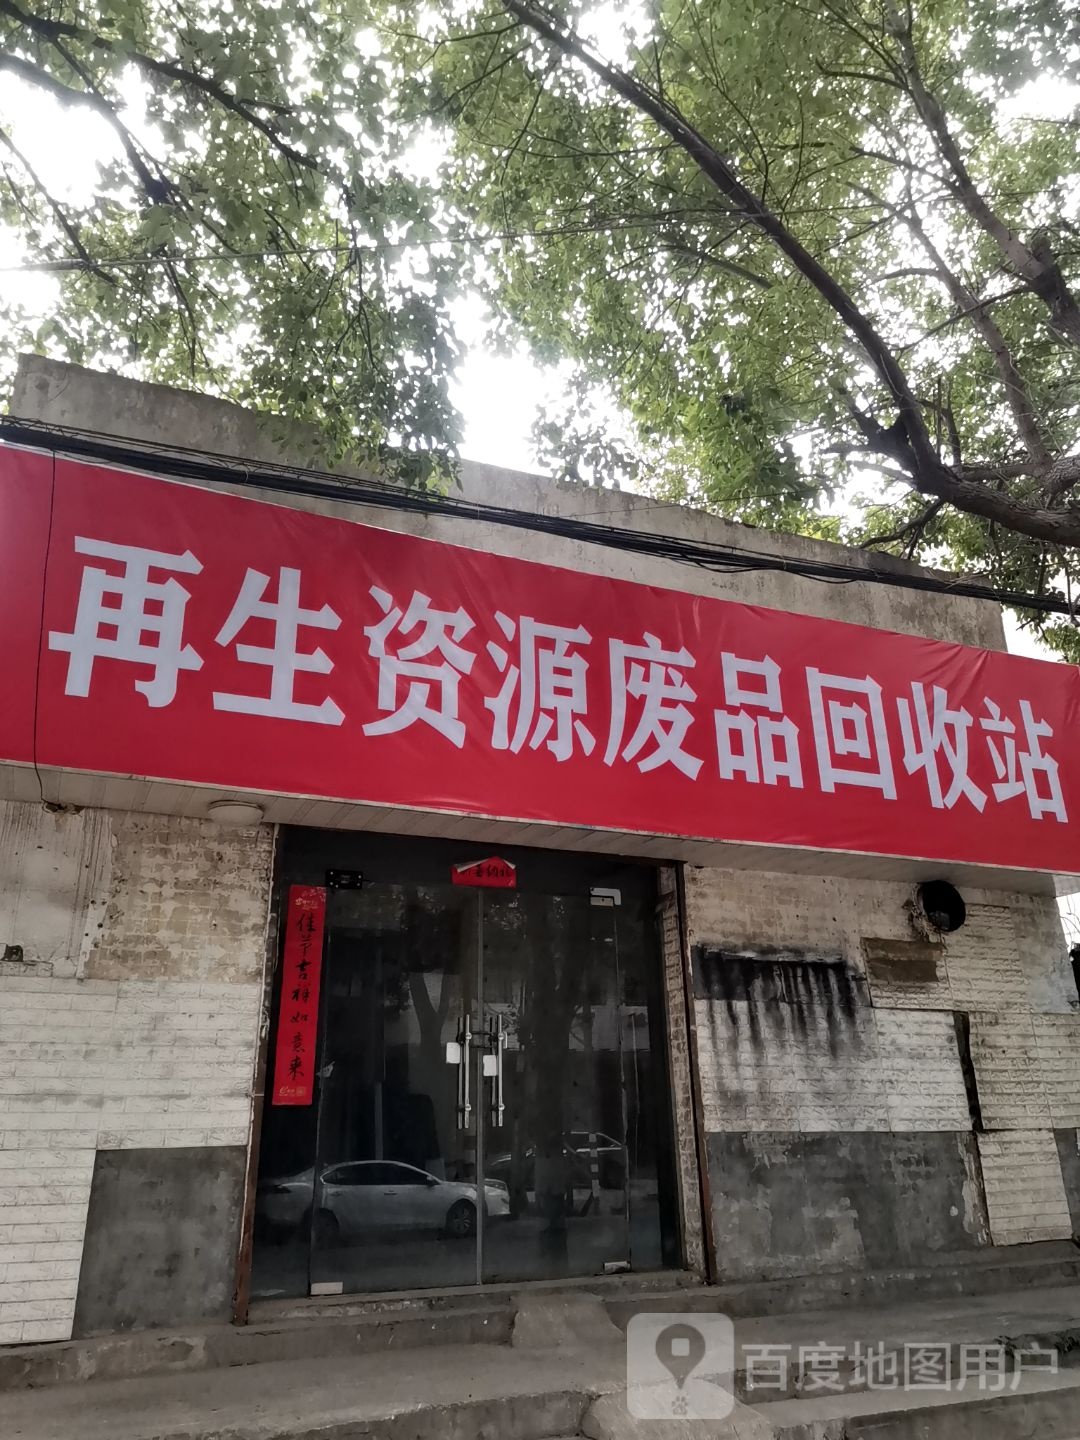 再生资源废品回收站
佳节吉祥如意来
百度地图用户